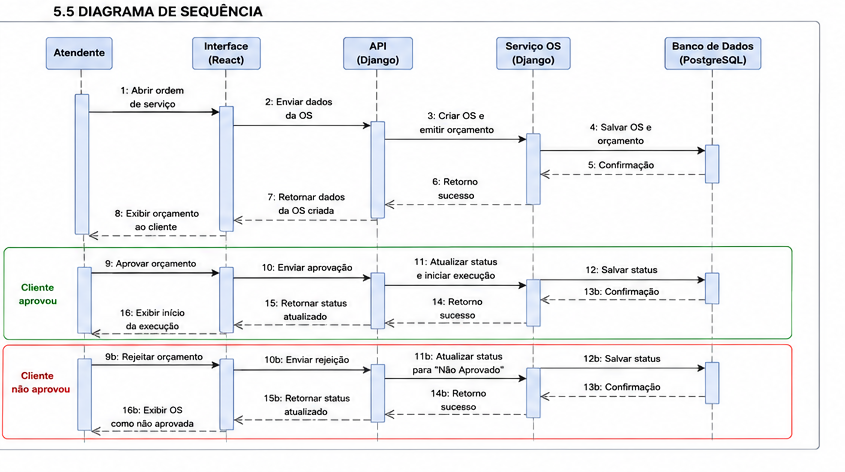 5.5 DIAGRAMA DE SEQUÊNCIA
Atendente
Interface
(React)
API
(Django)
Serviço OS
(Django)
Banco de Dados
(PostgreSQL)
1: Abrir ordem
de serviço
2: Enviar dados
da OS
3: Criar OS e
emitir orçamento
4: Salvar OS e
orçamento
5: Confirmação
6: Retorno
sucesso
7: Retornar dados
da OS criada
8: Exibir orçamento
ao cliente
Cliente
aprovou
9: Aprovar orçamento
10: Enviar aprovação
11: Atualizar status
e iniciar execução
12: Salvar status
13b: Confirmação
14: Retorno
sucesso
15: Retornar status
atualizado
16: Exibir início
da execução
Cliente
não aprovou
9b: Rejeitar orçamento
10b: Enviar rejeição
11b: Atualizar status
para "Não Aprovado"
12b: Salvar status
13b: Confirmação
14b: Retorno
sucesso
15b: Retornar status
atualizado
16b: Exibir OS
como não aprovada